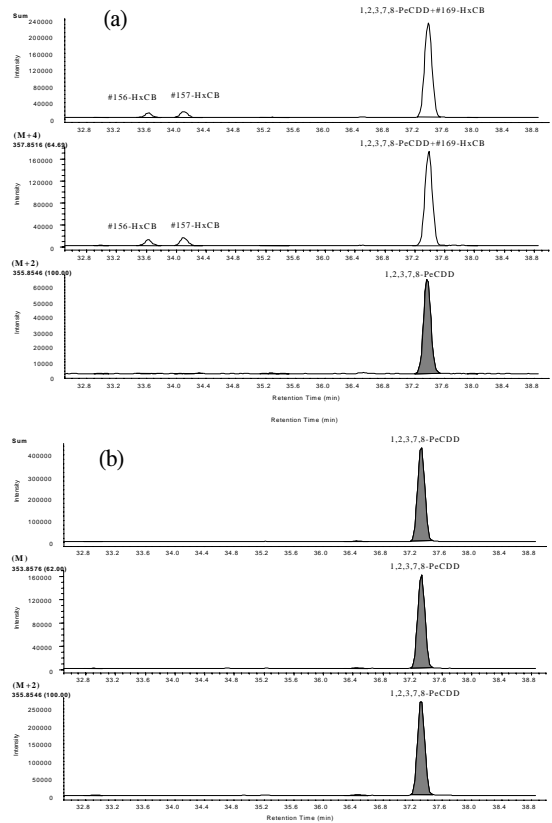 1,2,3,7,8-PeCDD+#169-HxCB
Sum
(a)
240000
200000
160000
120000
80000
40000
0
Intensity
#156-HxCB #157-HxCB
32.8 33.2 33.6 34.0 34.4 34.8 35.2 35.6 36.0 36.4 36.8 37.2 37.6 38.0 38.4 38.8
(M+4)
357.8516 (64.69)
1,2,3,7,8-PeCDD+#169-HxCB
160000
120000
80000
40000
0
Intensity
#156-HxCB #157-HxCB
32.8 33.2 33.6 34.0 34.4 34.8 35.2 35.6 36.0 36.4 36.8 37.2 37.6 38.0 38.4 38.8
(M+2)
355.8546 (100.00)
1,2,3,7,8-PeCDD
60000
50000
40000
30000
20000
10000
0
Intensity
32.8 33.2 33.6 34.0 34.4 34.8 35.2 35.6 36.0 36.4 36.8 37.2 37.6 38.0 38.4 38.8
Retention Time (min)
Retention Time (min)
Sum
(b)
1,2,3,7,8-PeCDD
400000
300000
200000
100000
0
Intensity
32.8 33.2 33.6 34.0 34.4 34.8 35.2 35.6 36.0 36.4 36.8 37.2 37.6 38.0 38.4 38.8
(M)
353.8576 (62.00)
1,2,3,7,8-PeCDD
160000
120000
80000
40000
0
Intensity
32.8 33.2 33.6 34.0 34.4 34.8 35.2 35.6 36.0 36.4 36.8 37.2 37.6 38.0 38.4 38.8
(M+2)
355.8546 (100.00)
1,2,3,7,8-PeCDD
250000
200000
150000
100000
50000
0
Intensity
32.8 33.2 33.6 34.0 34.4 34.8 35.2 35.6 36.0 36.4 36.8 37.2 37.6 38.0 38.4 38.8
Retention Time (min)